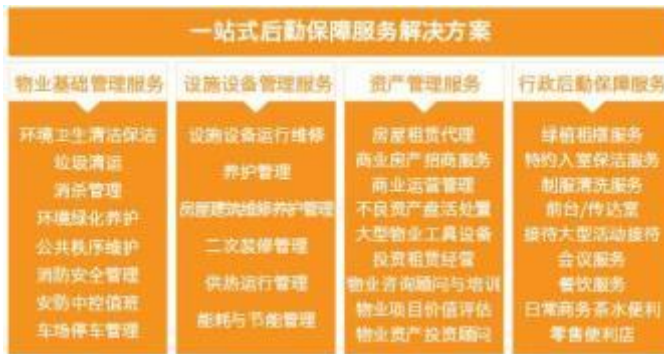 一站式后勤保障服务解决方案
物业基础管理服务
环境卫生清洁保洁
垃圾清运
消杀管理
环境绿化养护
公共秩序维护
消防安全管理
安防中控值班
车场停车管理
设施设备管理服务
设施设备运行维修
养护管理
房屋建筑维修养护管理
二次装修管理
供热运行管理
能耗与节能管理
资产管理服务
房屋租赁代理
商业房产招商服务
商业运营管理
不良资产盘活处置
大型物业工具设备
投资租赁经营
物业咨询顾问与培训
物业项目价值评估
物业资产投资顾问
行政后勤保障服务
绿植租摆服务
特约入室保洁服务
制服清洗服务
前台/传达室
接待大型活动接待
会议服务
餐饮服务
日常商务茶水便利
零售便利店